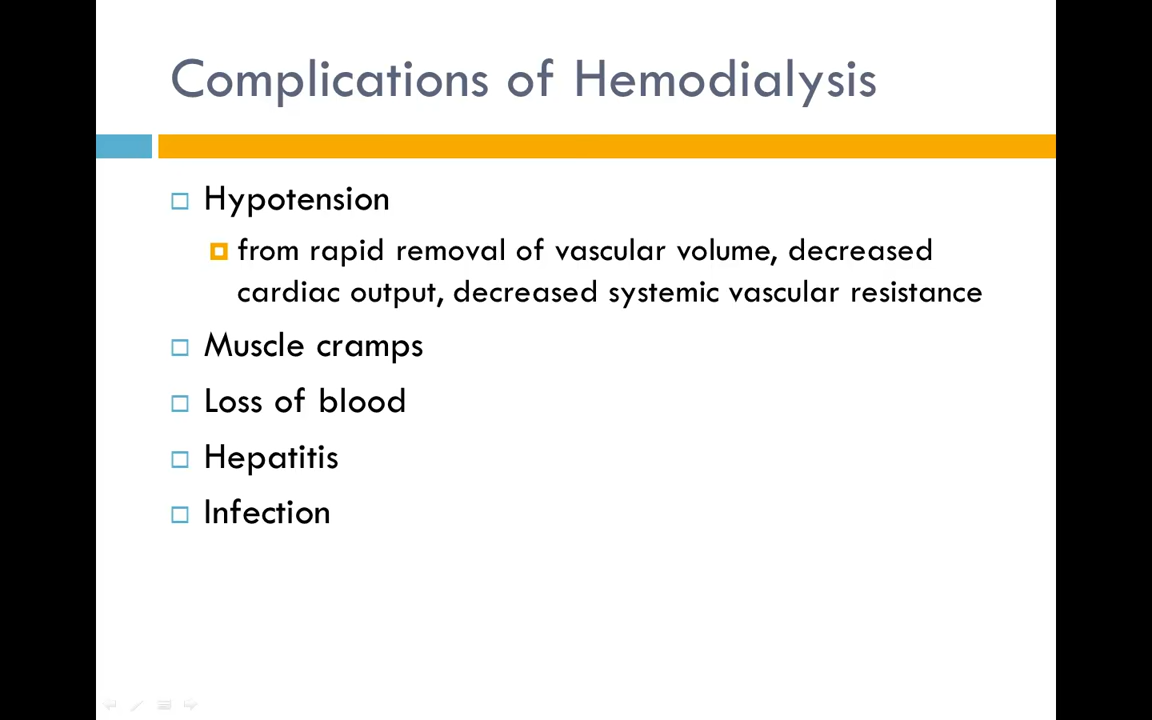 Complications of Hemodialysis
Hypotension
from rapid removal of vascular volume, decreased
cardiac output, decreased systemic vascular resistance
Muscle cramps
Loss of blood
Hepatitis
Infection